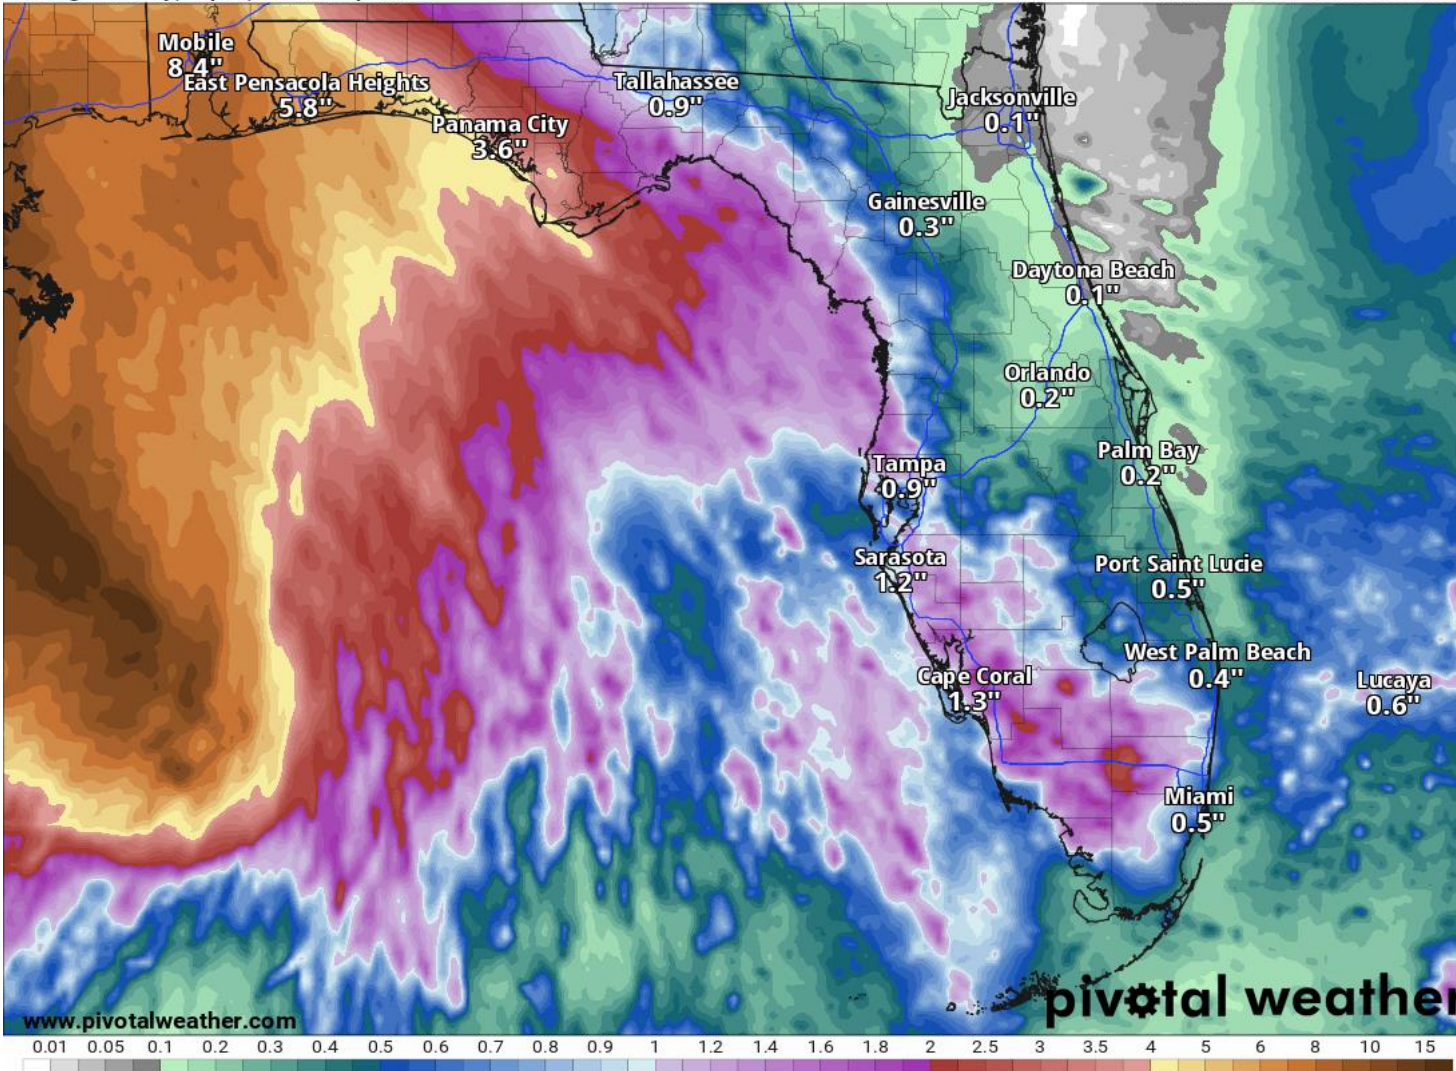 Mobile
8.4"
East Pensacola Heights
5.8"
Panama City
3.6"
Tallahassee
0.9"
Jacksonville
0.1"
Gainesville
0.3"
Daytona Beach
0.1"
Orlando
0.2"
Palm Bay
0.2"
Tampa
0.9"
Sarasota
1.2"
Port Saint Lucie
0.5"
West Palm Beach
0.4"
Cape Coral
1.3"
Lucaya
0.6"
Miami
0.5"
pivotal weather
www.pivotalweather.com
0.01 0.05 0.1 0.2 0.3 0.4 0.5 0.6 0.7 0.8 0.9 1 1.2 1.4 1.6 1.8 2 2.5 3 3.5 4 5 6 8 10 15